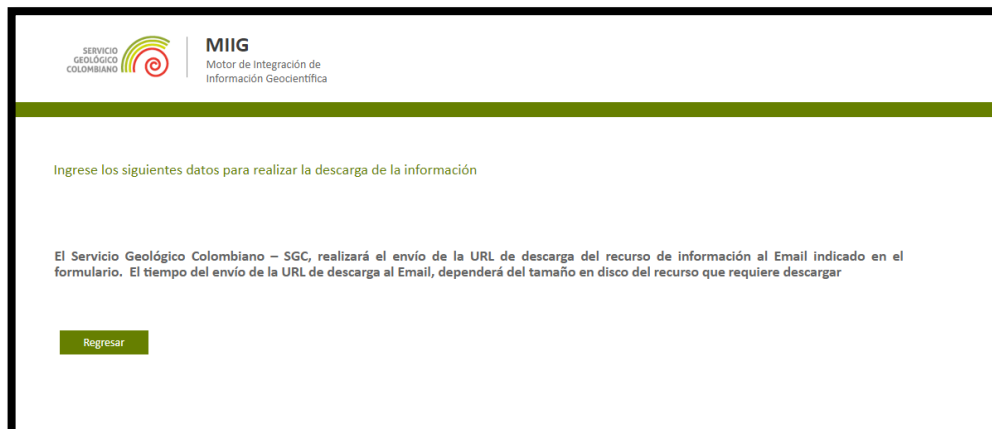 SERVICIO
GEOLÓGICO
COLOMBIANO
MIIG
Motor de Integración de
Información Geocientífica
Ingrese los siguientes datos para realizar la descarga de la información
El Servicio Geológico Colombiano – SGC, realizará el envío de la URL de descarga del recurso de información al Email indicado en el
formulario. El tiempo del envío de la URL de descarga al Email, dependerá del tamaño en disco del recurso que requiere descargar
Regresar